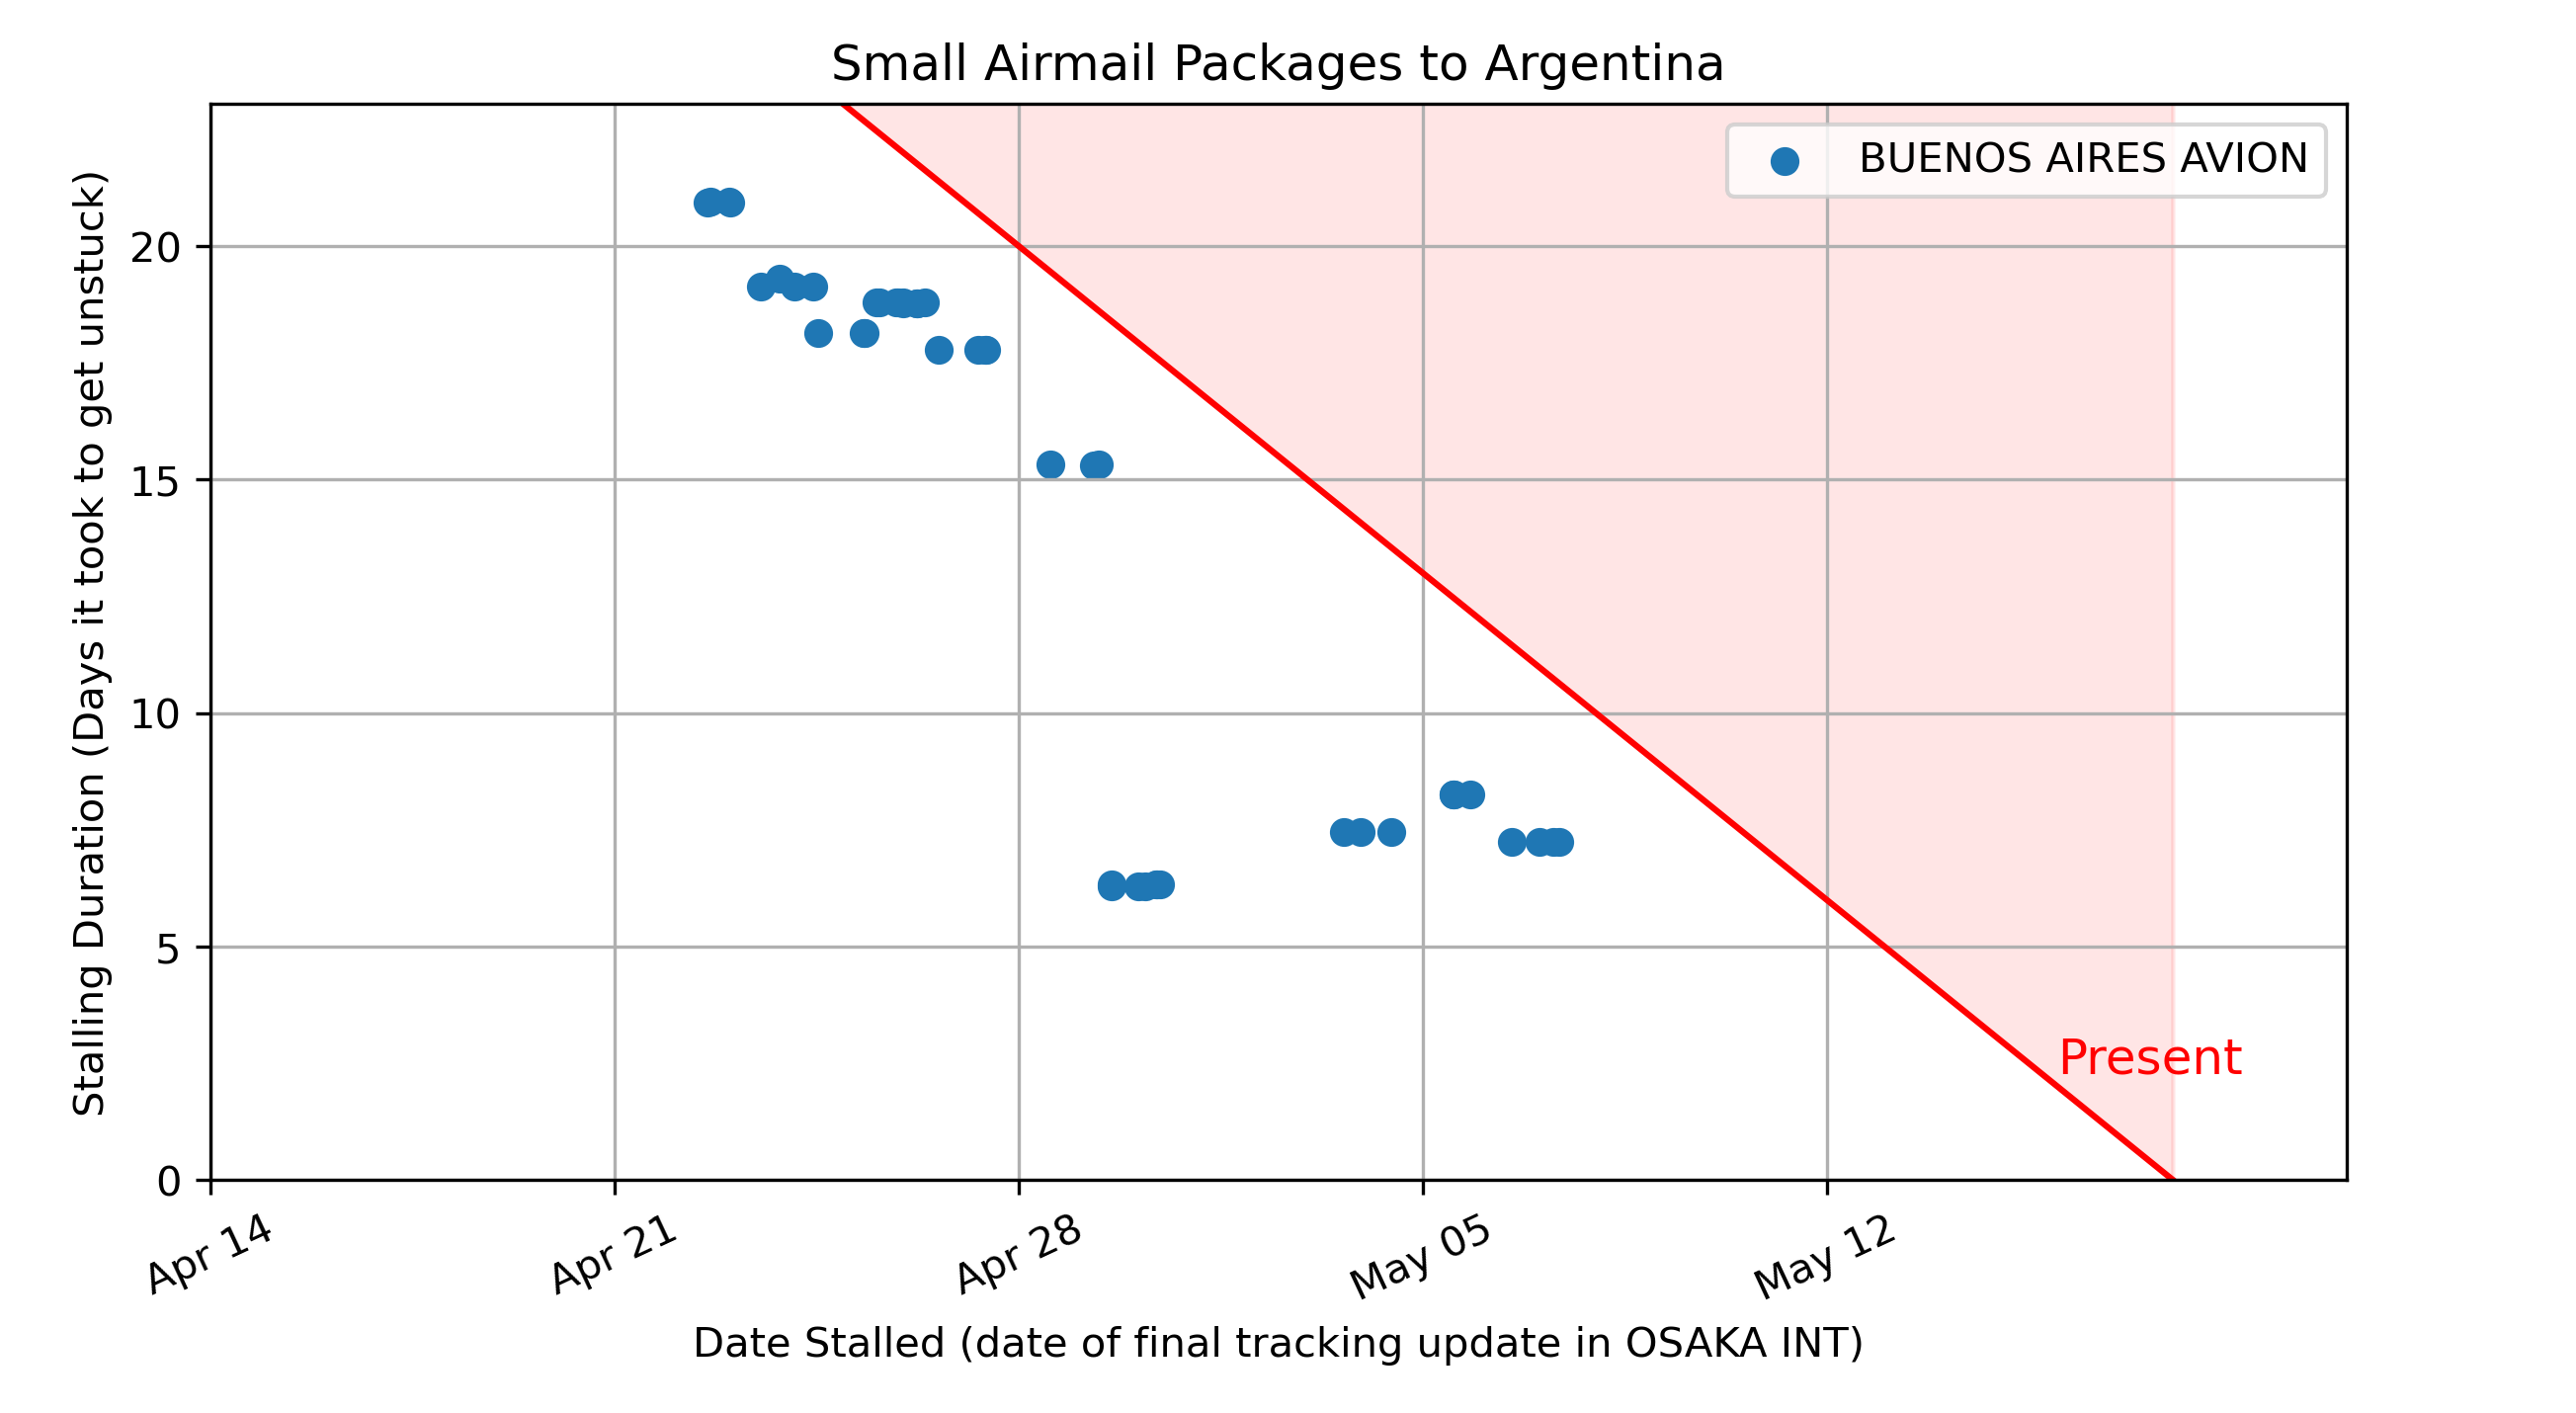 Small Airmail Packages to Argentina
BUENOS AIRES AVION
Stalling Duration (Days it took to get unstuck)
20
15
10
5
0
Present
Apr 14
Apr 21
Apr 28
May 05
May 12
Date Stalled (date of final tracking update in OSAKA INT)